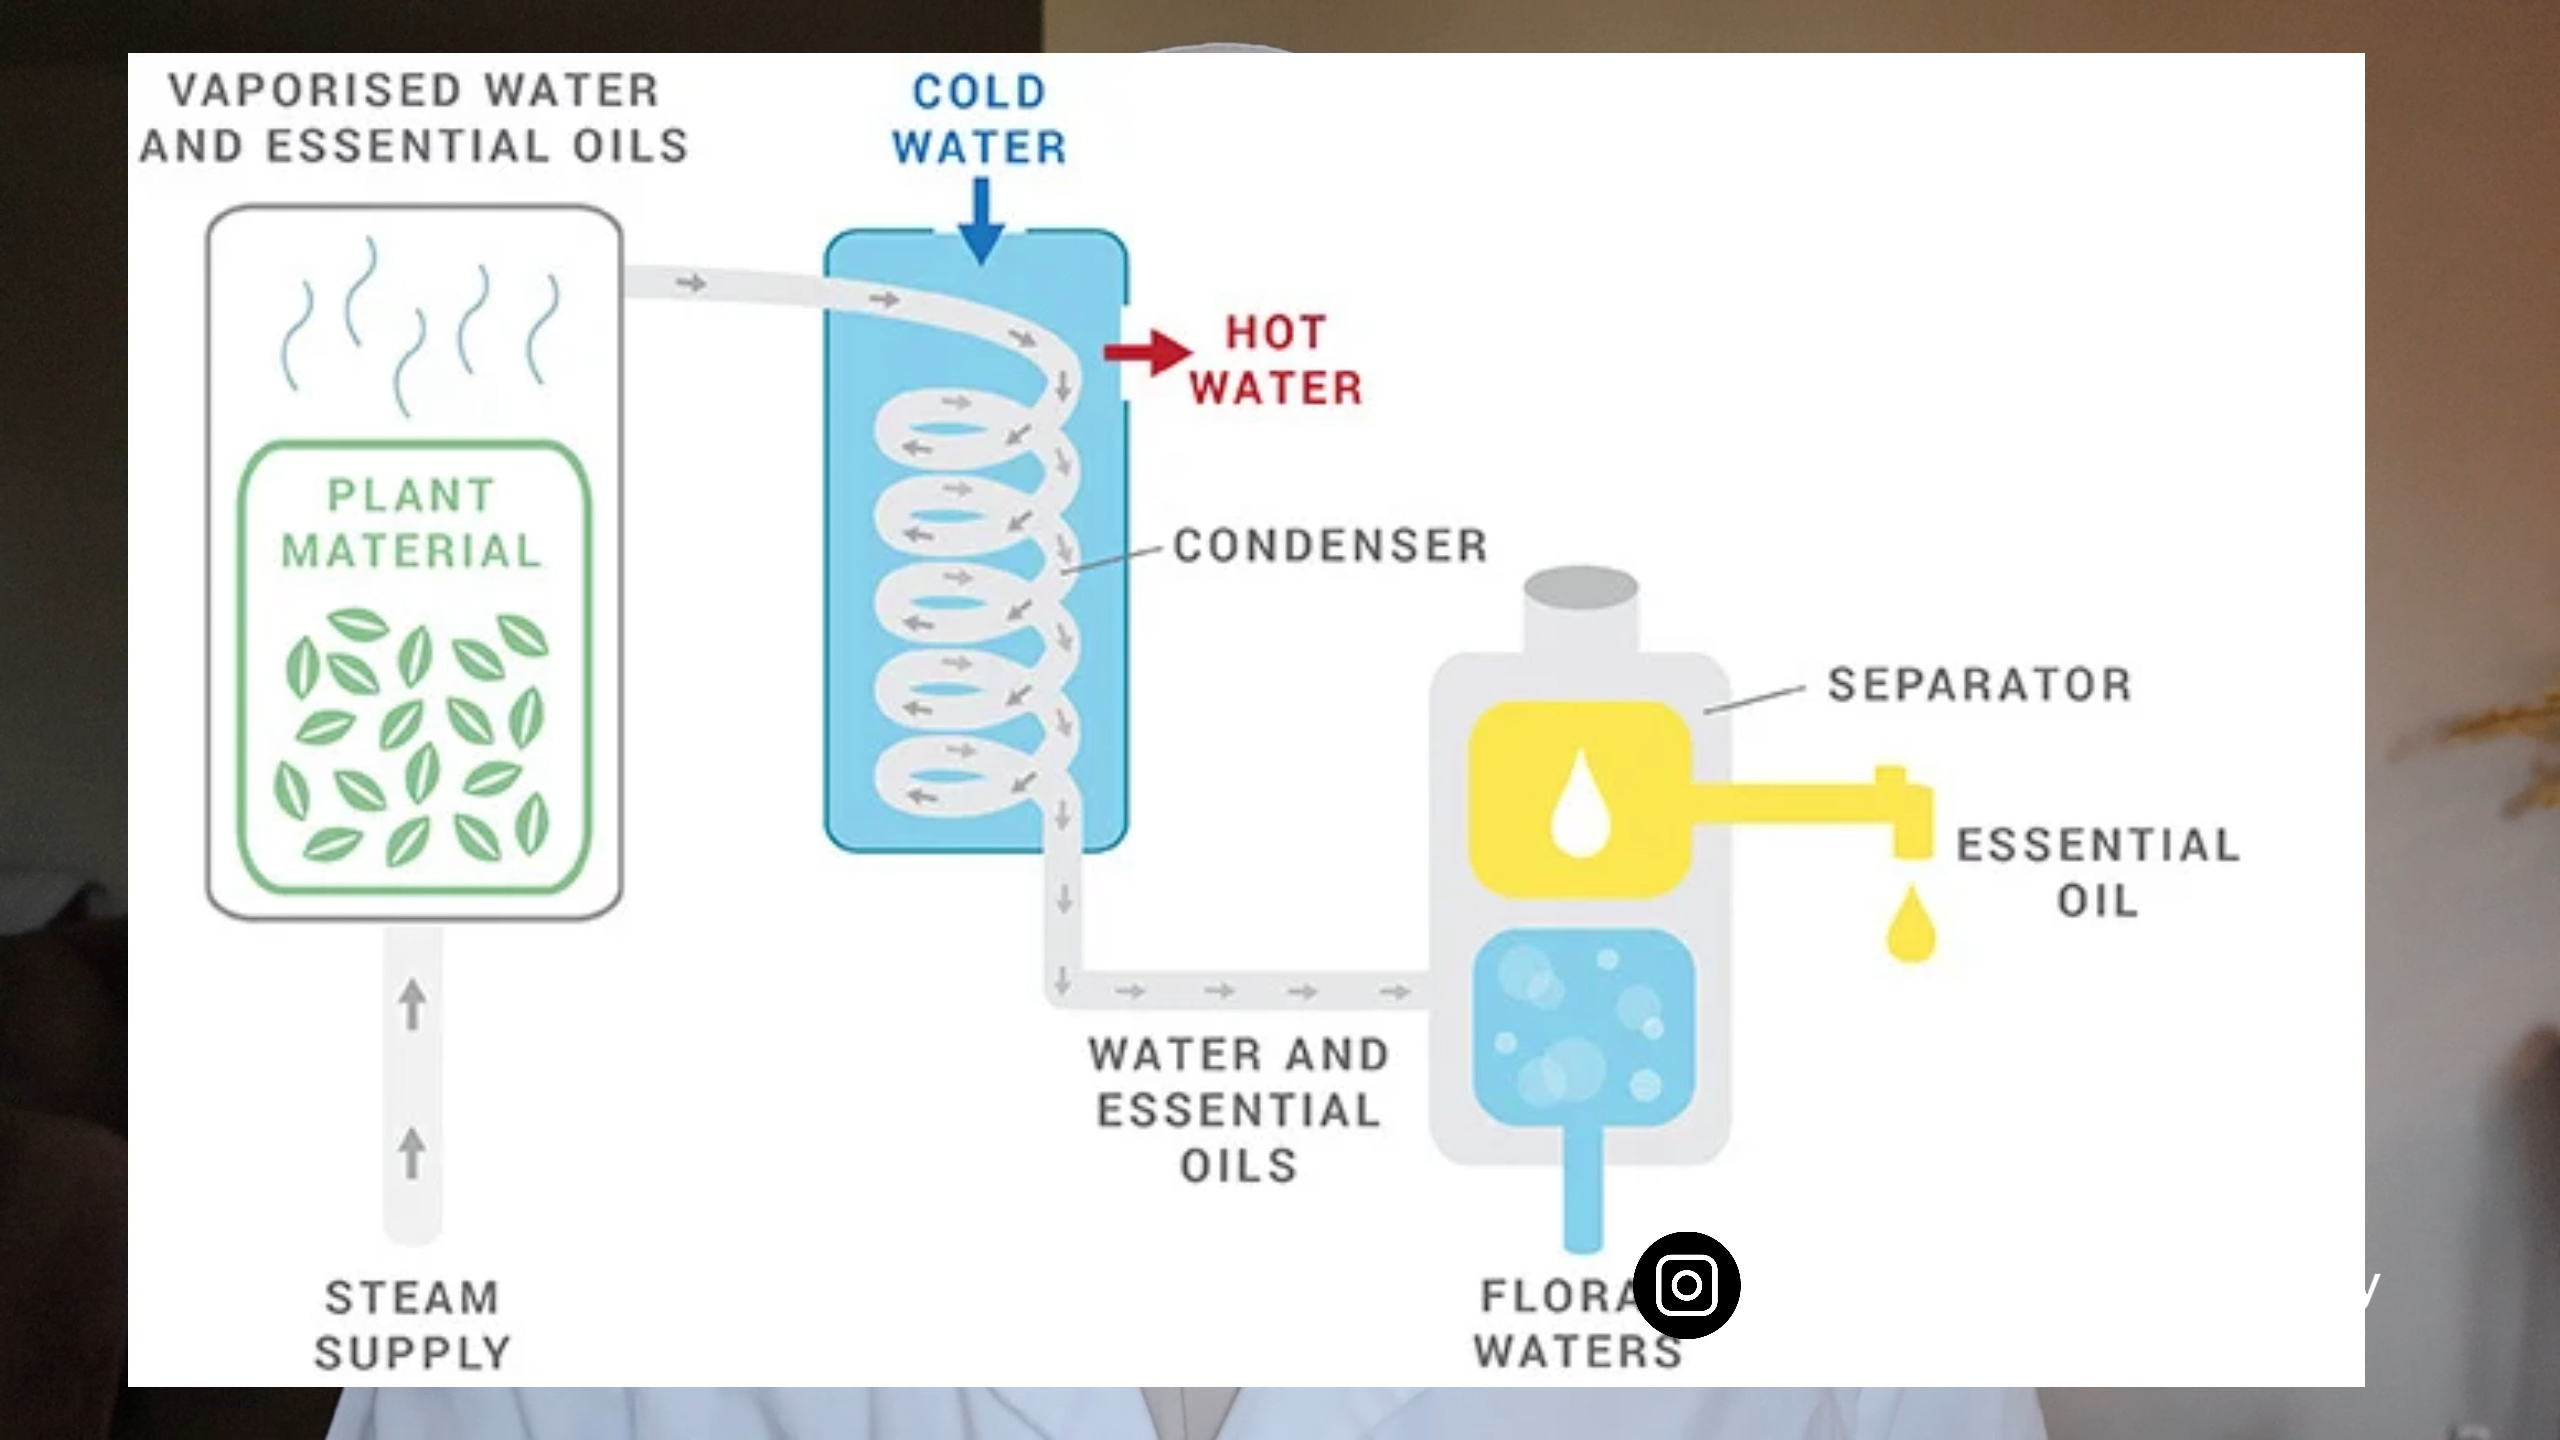 VAPORISED WATER
AND ESSENTIAL OILS
COLD
WATER
HOT
WATER
PLANT
MATERIAL
CONDENSER
SEPARATOR
ESSENTIAL
OIL
WATER AND
ESSENTIAL
OILS
STEAM
SUPPLY
WATERS